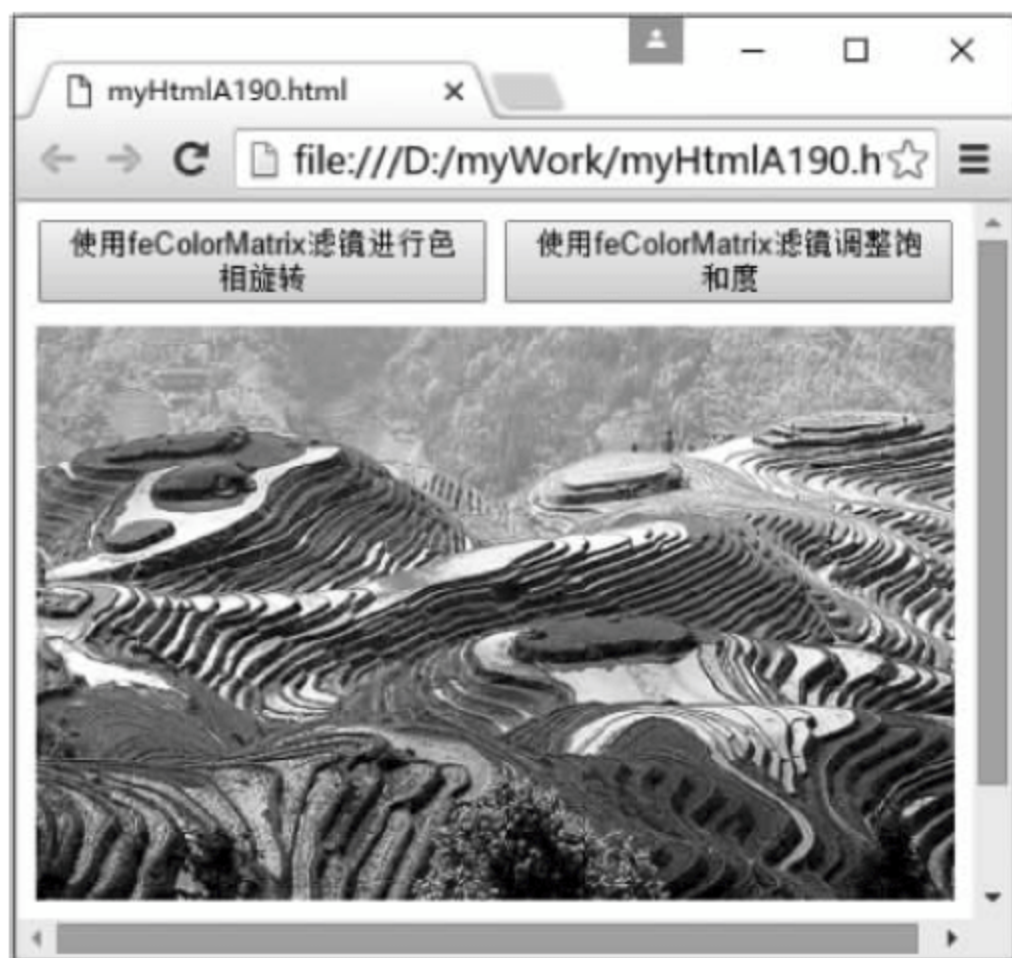 myHtmlA190.html
file:///D:/myWork/myHtmlA190.h
使用feColorMatrix滤镜进行色
相旋转
使用feColorMatrix滤镜调整饱
和度